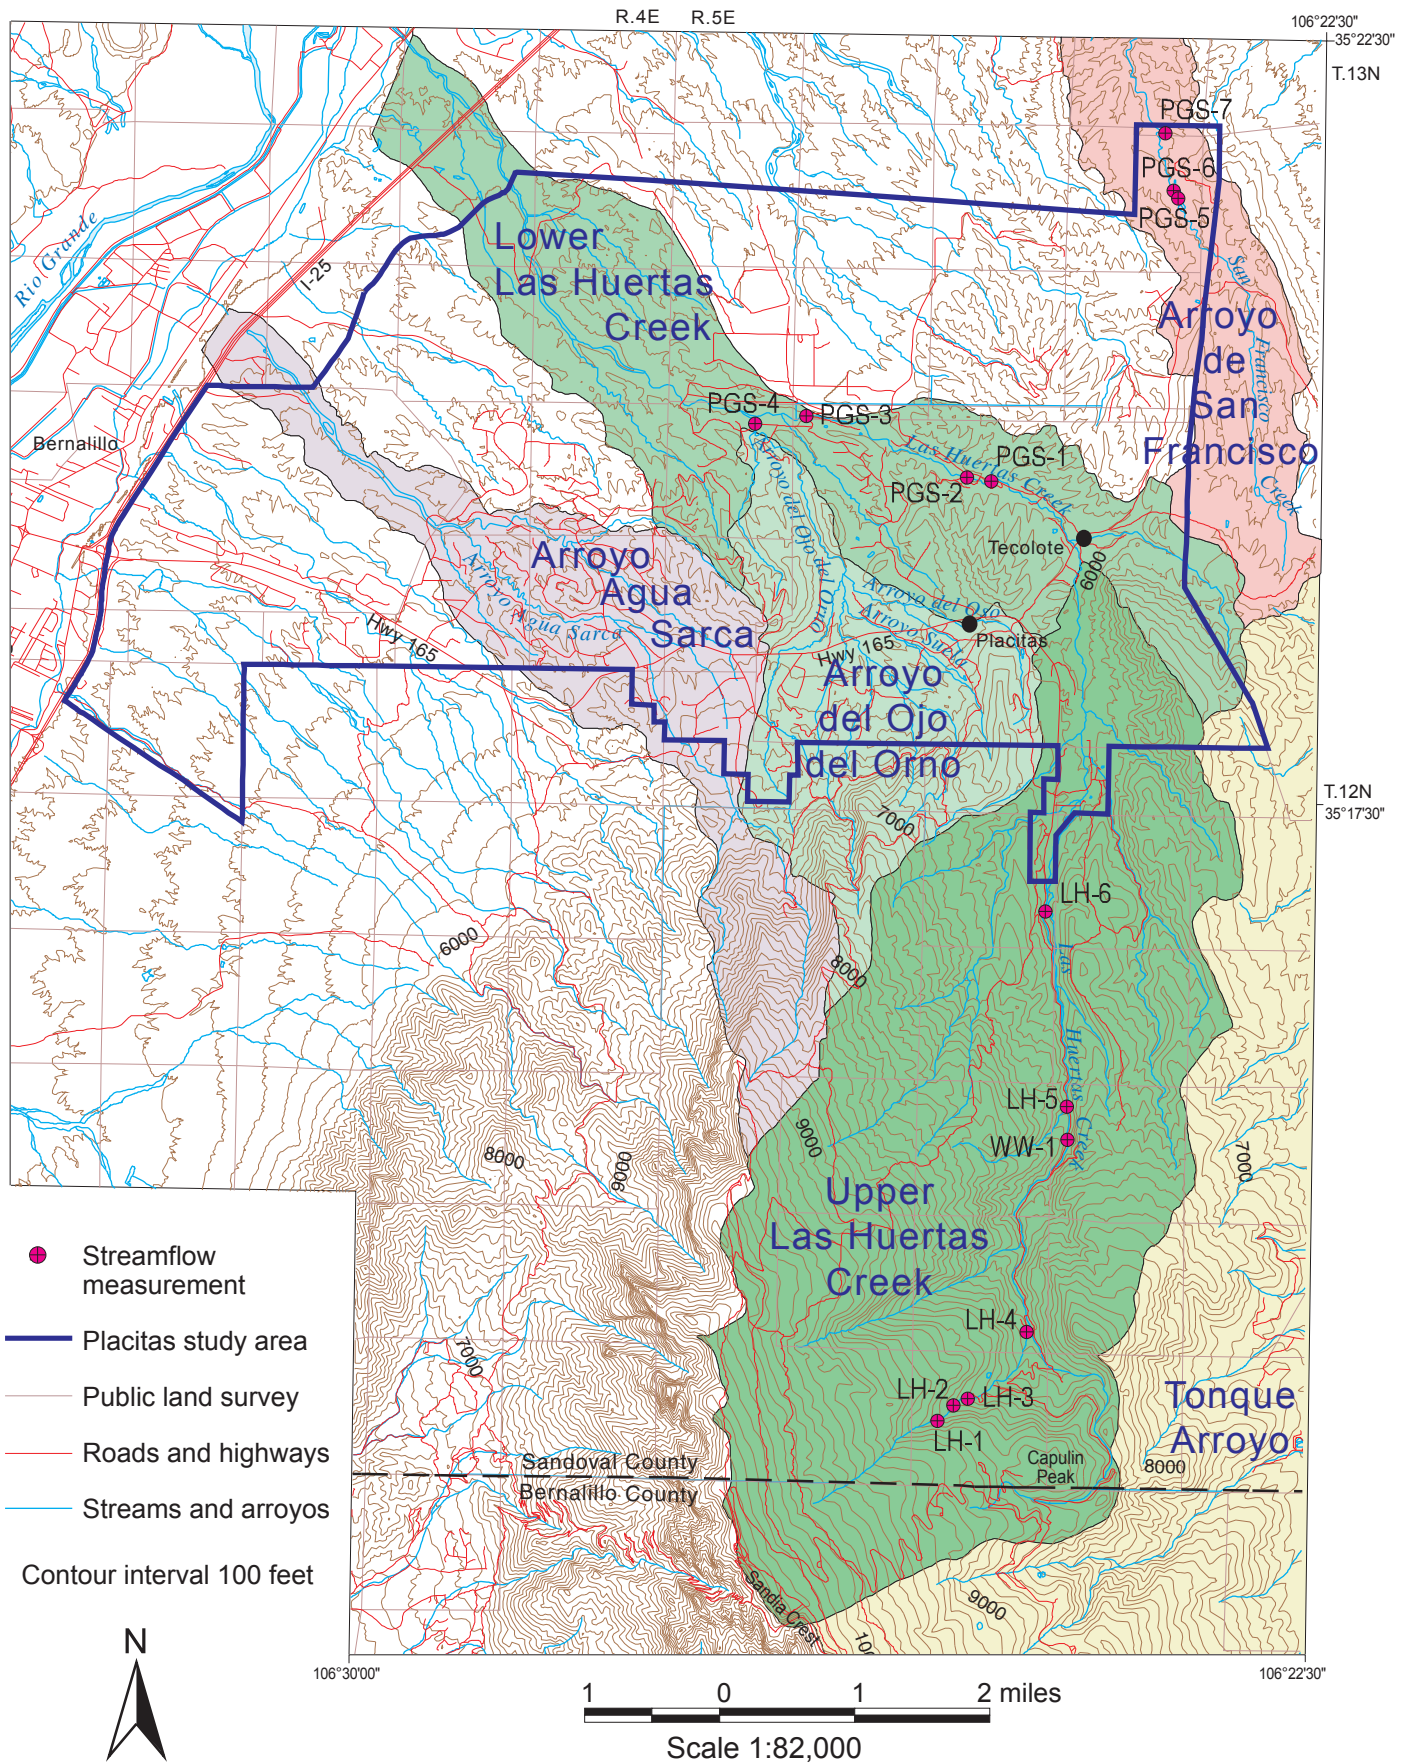 R.4E R.5E
106°22'30"
35°22'30"
T.13N
PGS-7
PGS-6
PGS-5
Rio Grande
I-25
Lower
Las Huertas
Creek
San Francisco Creek
Arroyo
de
San
Francisco
Bernalillo
PGS-4
PGS-3
Las Huertas Creek
PGS-1
PGS-2
Tecolote
6000
Arroyo del Ojo del Orno
Arroyo
Agua
Sarca
Arroyo Agua Sarca
Arroyo del Oso
Arroyo Suelo
Placitas
Hwy 165
Hwy 165
Arroyo
del Ojo
del Orno
T.12N
35°17'30"
7000
LH-6
6000
8000
Las Huertas Creek
LH-5
WW-1
9000
8000
9000
7000
Upper
Las Huertas
Creek
LH-4
7000
LH-2
LH-3
LH-1
Tonque
Arroyo
Capulin
Peak
8000
Sandoval County
Bernalillo County
Sandia Crest
9000
Streamflow
measurement
Placitas study area
Public land survey
Roads and highways
Streams and arroyos
Contour interval 100 feet
N
106°30'00"
106°22'30"
1 0 1 2 miles
Scale 1:82,000